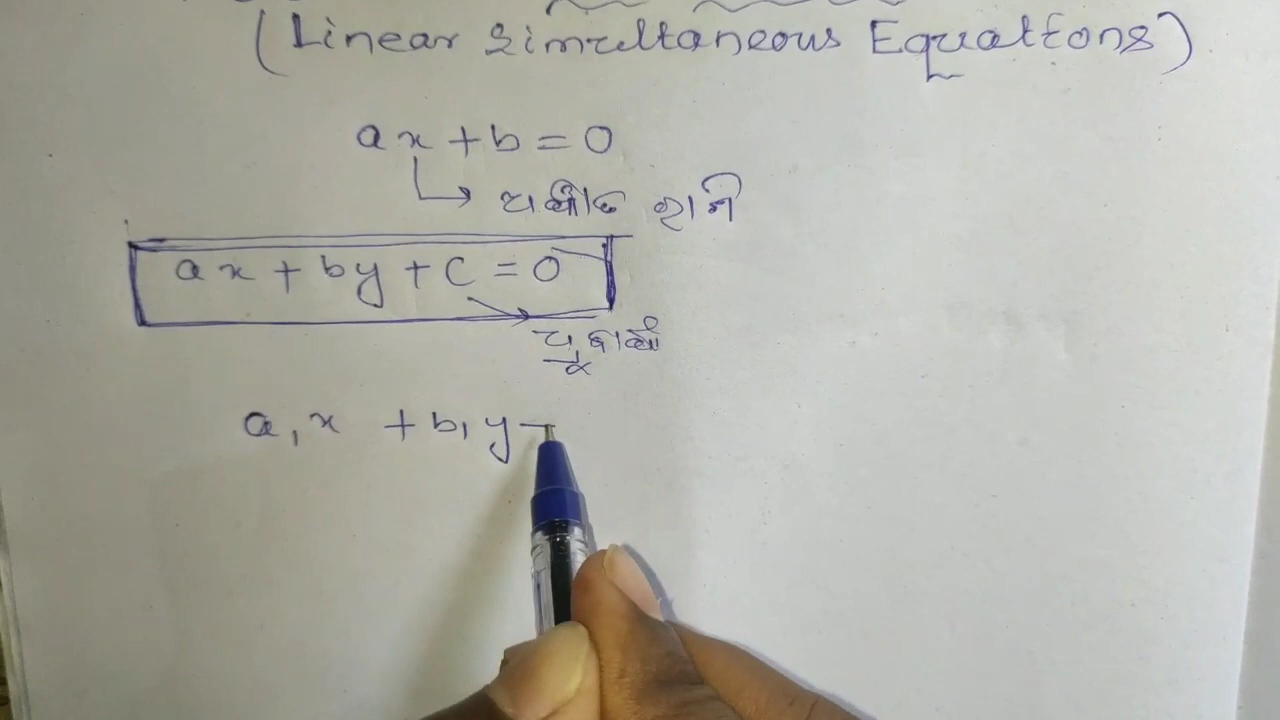 (Linear Simultaneous Equations)
ax + b = 0
ରାଶି
ax + by + c = 0
a₁x + b₁y